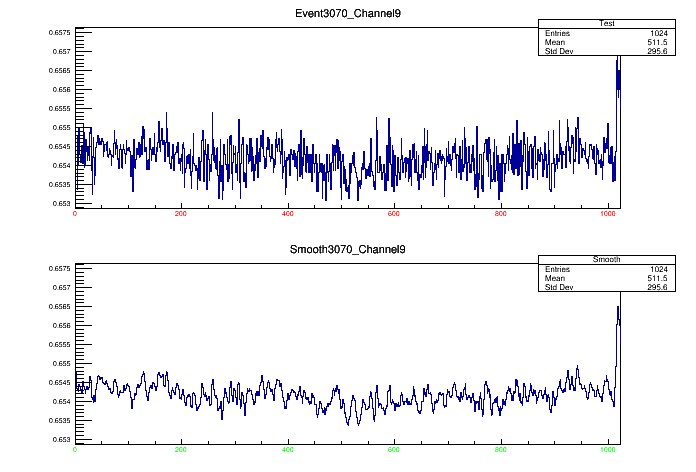 Event3070_Channel9
Test
Entries 1024
Mean 511.5
Std Dev 295.6
0.6575
0.657
0.6565
0.656
0.6555
0.655
0.6545
0.654
0.6535
0.653
0 200 400 600 800 1000
Smooth3070_Channel9
Smooth
Entries 1024
Mean 511.5
Std Dev 295.6
0.6575
0.657
0.6565
0.656
0.6555
0.655
0.6545
0.654
0.6535
0.653
0 200 400 600 800 1000